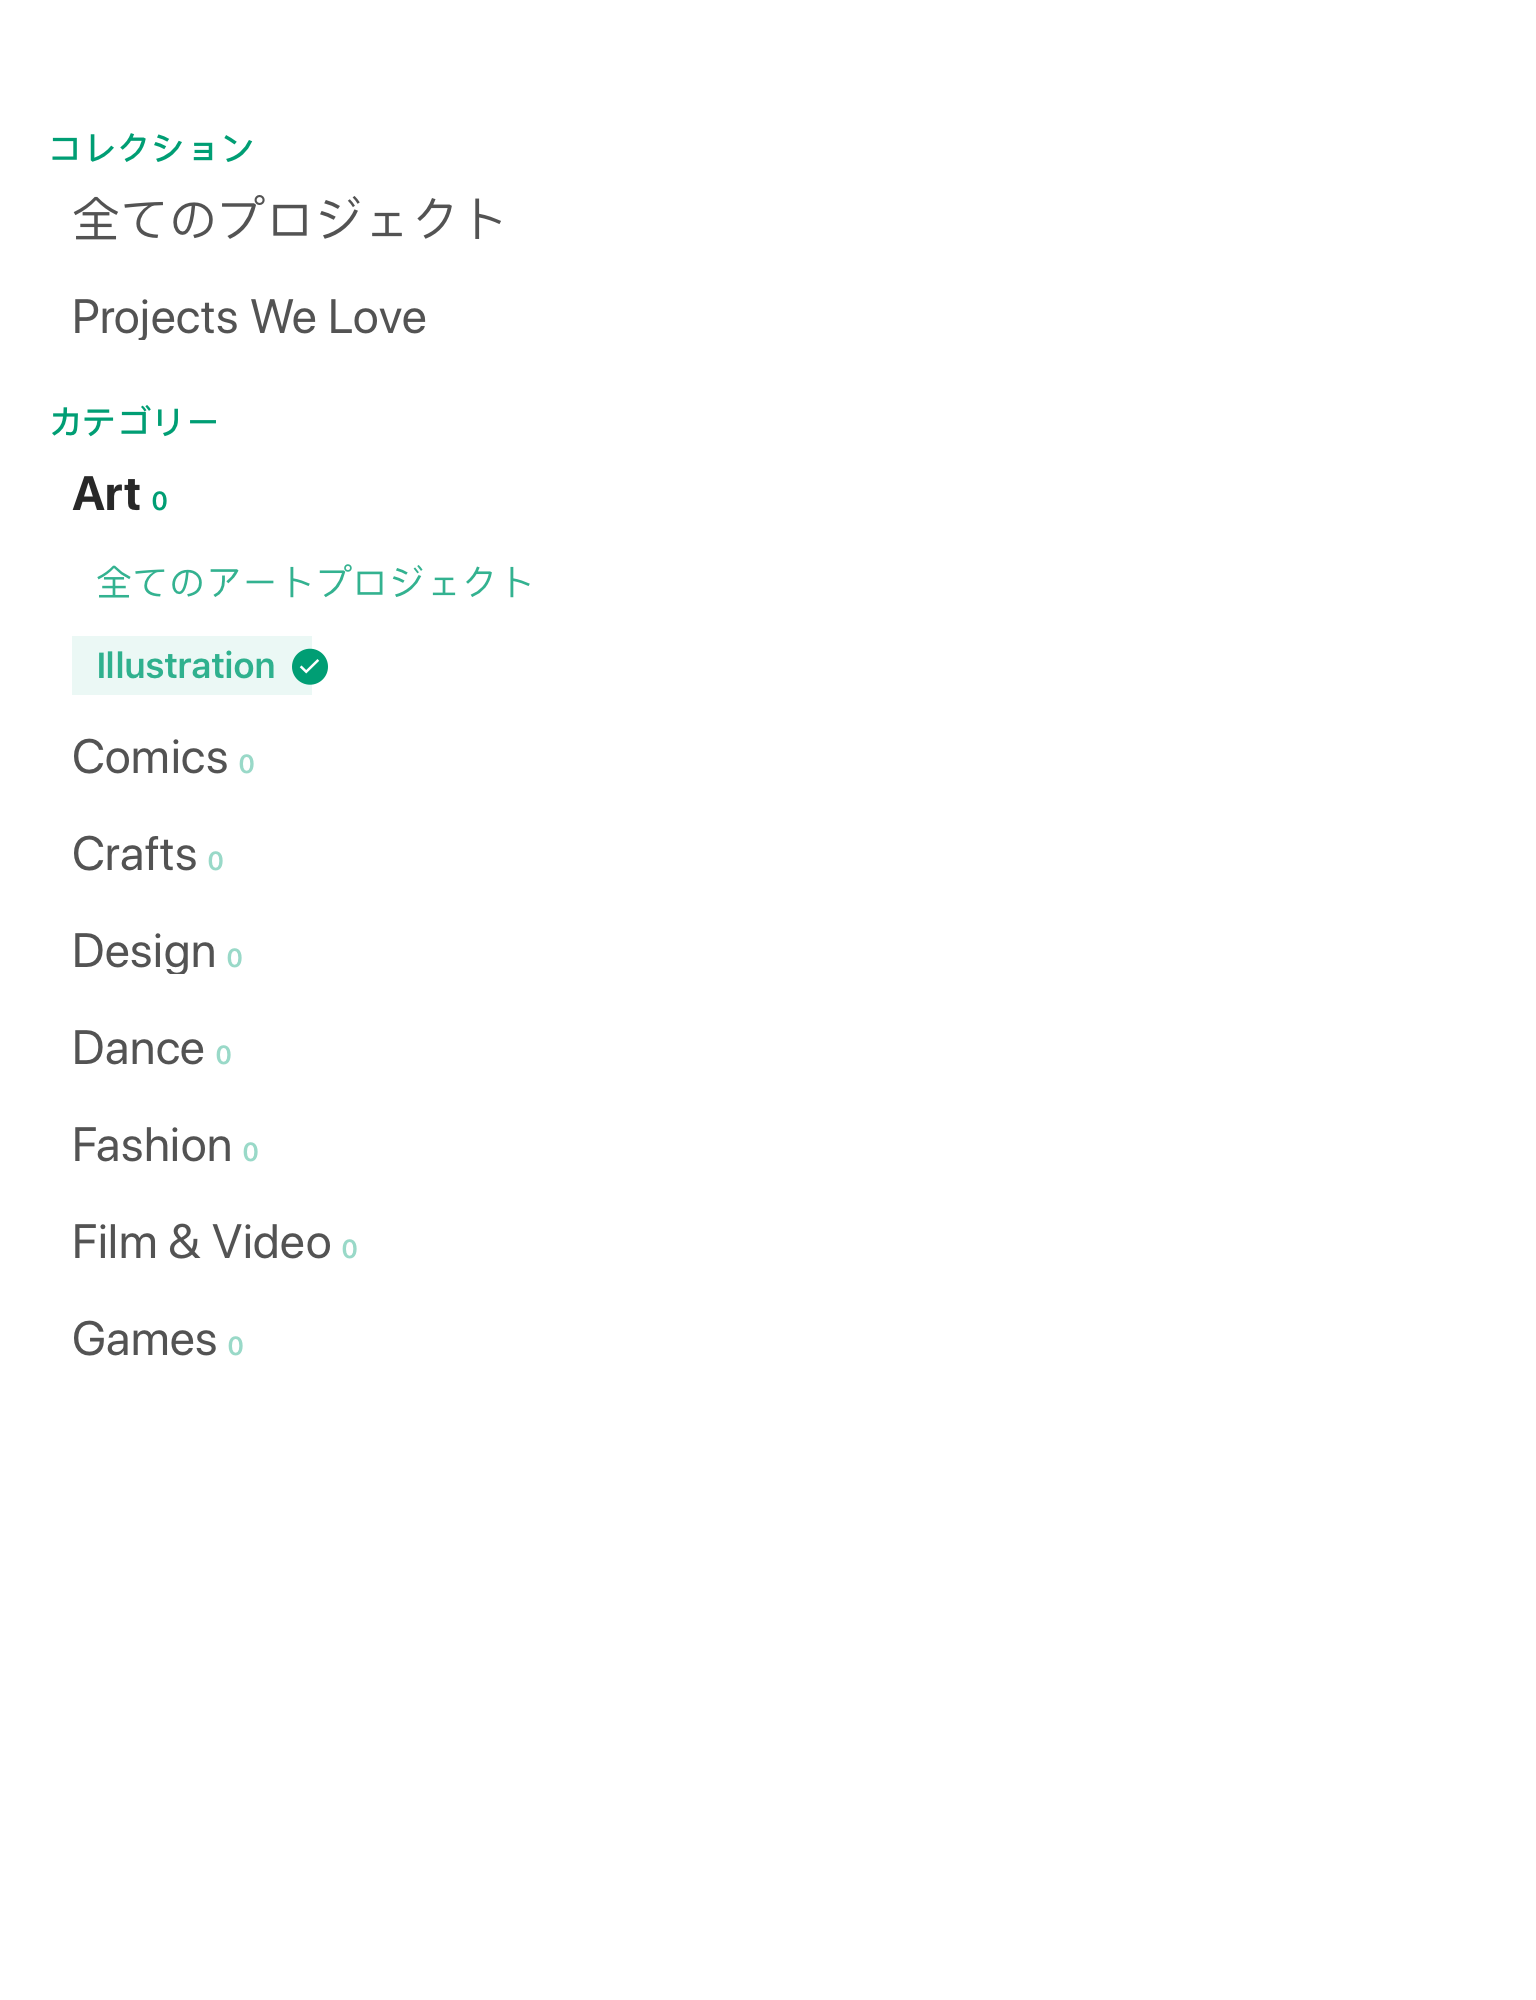 コレクション
全てのプロジェクト
Projects We Love
カテゴリー
Art 0
全てのアートプロジェクト
Illustration
Comics 0
Crafts 0
Design 0
Dance 0
Fashion 0
Film & Video 0
Games 0